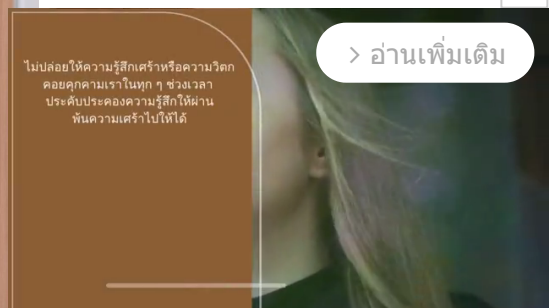 ไม่ปล่อยให้ความรู้สึกเศร้าหรือความวิตก
คอยคุกคามเราในทุก ๆ ช่วงเวลา
ประคับประคองความรู้สึกให้ผ่าน
พ้นความเศร้าไปให้ได้
> อ่านเพิ่มเติม